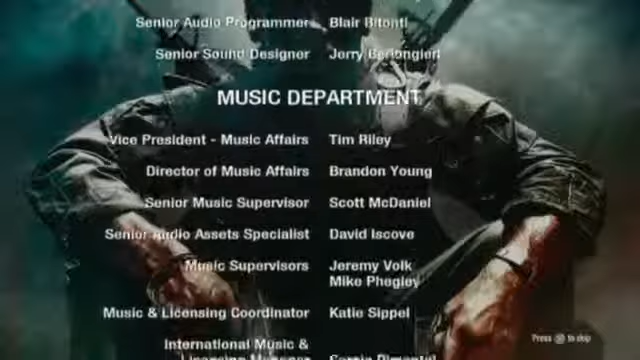 Senior Audio Programmer Blair Bitonti
Senior Sound Designer Jerry Berlongieri
MUSIC DEPARTMENT
Vice President - Music Affairs Tim Riley
Director of Music Affairs Brandon Young
Senior Music Supervisor Scott McDaniel
Senior Audio Assets Specialist David Iscove
Music Supervisors Jeremy Volk
Mike Phegley
Music & Licensing Coordinator Katie Sippel
International Music &
Press to skip